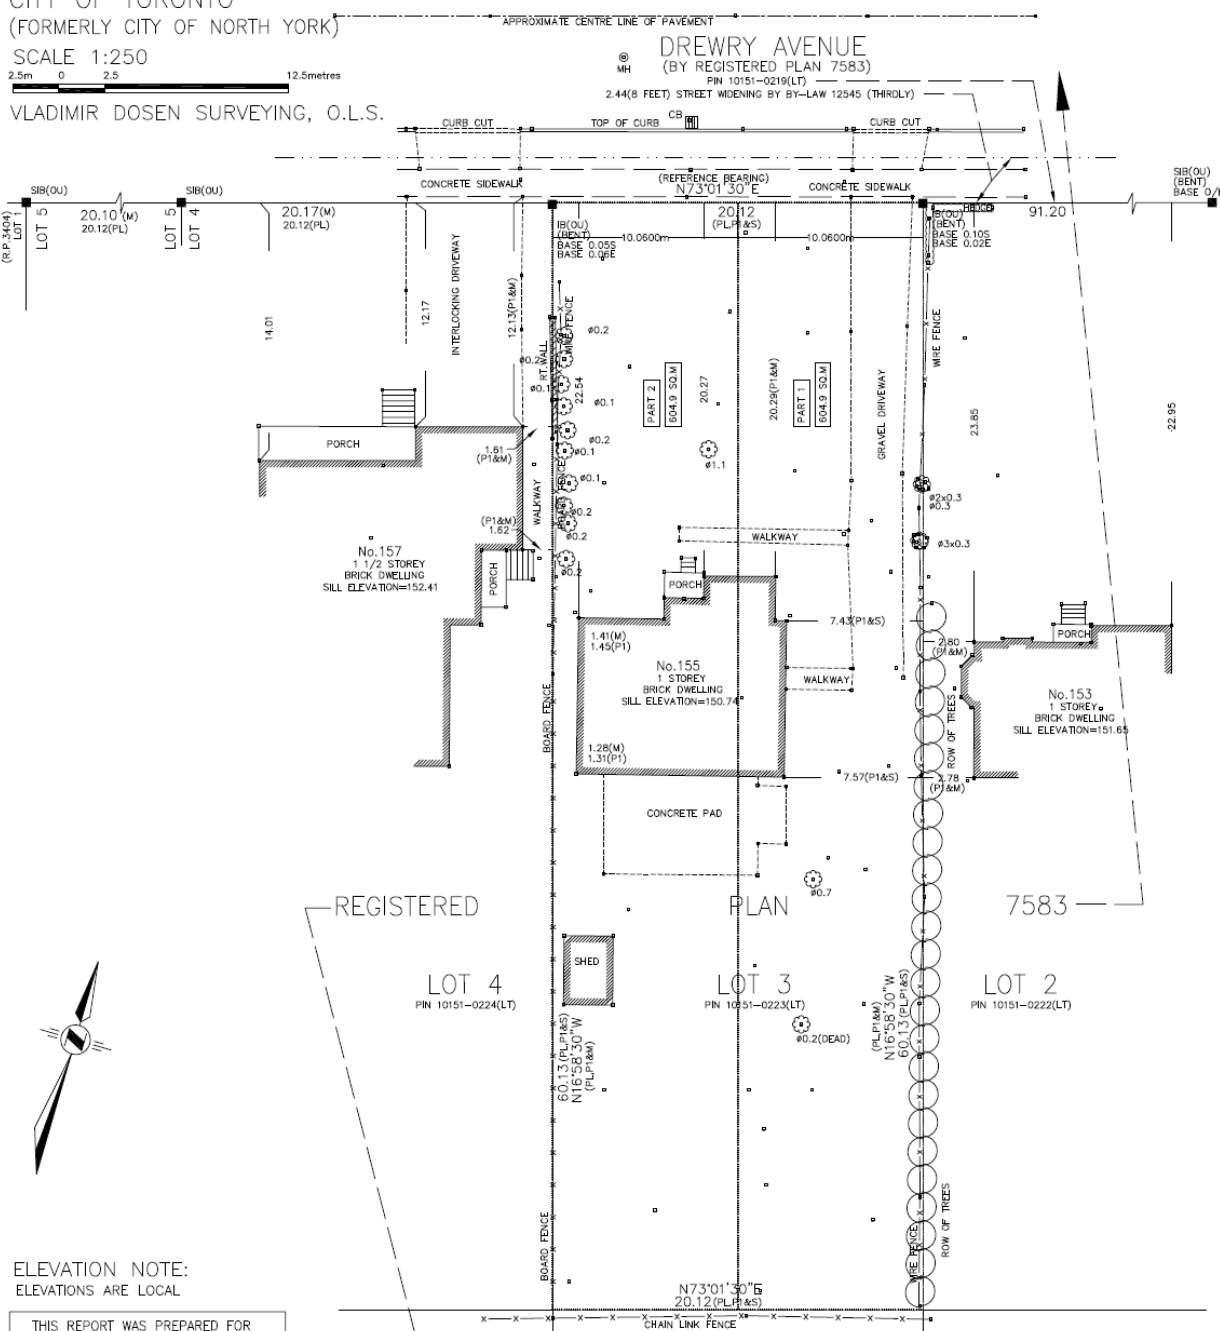 CITY OF TORONTO
(FORMERLY CITY OF NORTH YORK)
SCALE 1:250
2.5m 0 2.5 12.5metres
VLADIMIR DOSEN SURVEYING, O.L.S.
APPROXIMATE CENTRE LINE OF PAVEMENT
DREWRY AVENUE
(BY REGISTERED PLAN 7583)
MH
PIN 10151-0219(LT)
2.44(8 FEET) STREET WIDENING BY BY-LAW 12545 (THIRDLY)
CURB CUT
TOP OF CURB
CB
CURB CUT
(REFERENCE BEARING)
N73°01'30"E
CONCRETE SIDEWALK
CONCRETE SIDEWALK
SIB(OU)
SIB(OU)
SIB(OU)
(BENT)
(R.P.3404)
LOT 1
LOT 5
20.10(M)
20.12(PL)
LOT 5
LOT 4
20.17(M)
20.12(PL)
20.12
(PL,P1&S)
HEDGE
91.20
IB(OU)
(BENT)
BASE 0.05S
BASE 0.06E
10.0600m
10.0600m
IB(OU)
(BENT)
BASE 0.10S
BASE 0.02E
14.01
12.17
INTERLOCKING DRIVEWAY
12.13(P1&M)
RT.WALL
WIRE FENCE
22.54
ø0.2
ø0.2
ø0.1
ø0.1
ø0.2
ø0.1
ø0.1
ø0.2
ø0.2
ø0.2
PART 2
604.9 SQ.M
20.27
20.29(P1&M)
PART 1
604.9 SQ.M
GRAVEL DRIVEWAY
WIRE FENCE
23.85
22.95
ø1.1
PORCH
1.61
(P1&M)
WALKWAY
BOARD FENCE
(P1&M)
1.62
ø2x0.3
ø0.3
ø3x0.3
WALKWAY
No.157
1 1/2 STOREY
BRICK DWELLING
SILL ELEVATION=152.41
PORCH
PORCH
1.41(M)
1.45(P1)
7.43(P1&S)
2.80
(P1&M)
PORCH
No.155
1 STOREY
BRICK DWELLING
SILL ELEVATION=150.74
WALKWAY
No.153
1 STOREY
BRICK DWELLING
SILL ELEVATION=151.65
BOARD FENCE
ROW OF TREES
1.28(M)
1.31(P1)
7.57(P1&S)
2.78
(P1&M)
CONCRETE PAD
ø0.7
REGISTERED PLAN 7583
SHED
LOT 4
PIN 10151-0224(LT)
LOT 3
PIN 10151-0223(LT)
LOT 2
PIN 10151-0222(LT)
60.13(PL,P1&S)
N16°58'30"W
(PL,P1&M)
ø0.2(DEAD)
(PL,P1&M)
N16°58'30"W
60.13(PL,P1&S)
BOARD FENCE
WIRE FENCE
ROW OF TREES
N73°01'30"E
20.12(PL,P1&S)
CHAIN LINK FENCE
ELEVATION NOTE:
ELEVATIONS ARE LOCAL
THIS REPORT WAS PREPARED FOR